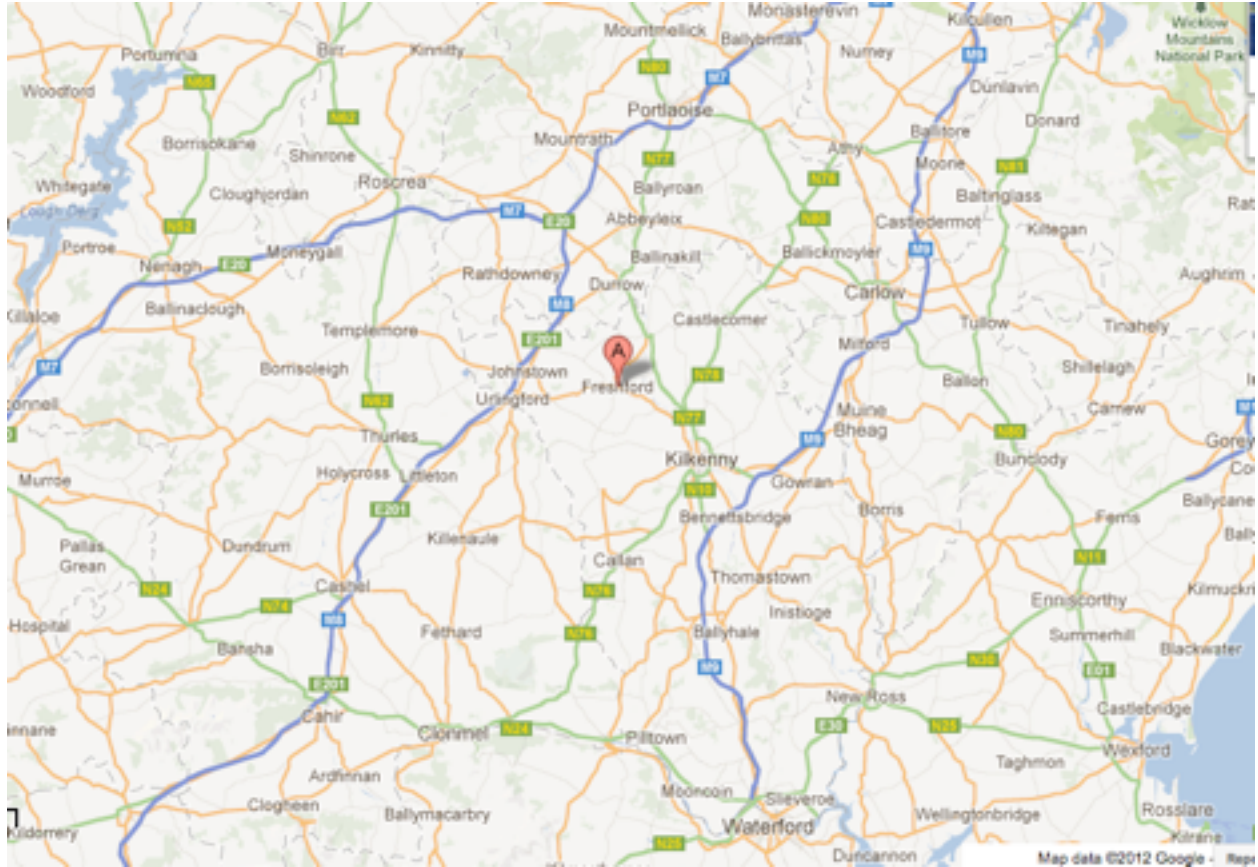 Monasterevin
M7
Kilcullen
Wicklow
Mountains
National Park
Portumna
Birr
Kinnitty
Mountmellick
Ballybrittas
Nurney
M9
N65
N80
M7
Dunlavin
Woodford
N62
Portlaoise
Donard
Borrisokane
Shinrone
Mountrath
N77
Athy
Ballitore
Moone
N78
N81
Whitegate
Cloughjordan
Roscrea
Ballyroan
Baltinglass
Lough Derg
N52
M7
E20
Abbeyleix
N80
Castledermot
Kiltegan
Portroe
Nenagh
E20
Moneygall
Rathdowney
Ballinakill
Ballickmoyler
M9
Aughrim
Durrow
Carlow
Killaloe
Ballinaclough
M8
Castlecomer
Templemore
E201
A
Milford
Tullow
Tinahely
M7
Borrisoleigh
Johnstown
Freshford
N78
Ballon
Shillelagh
Urlingford
N62
N77
Muine
Bheag
Carnew
Thurles
M9
N80
Gorey
Murroe
Holycross
Littleton
Kilkenny
Gowran
Bunclody
N10
E201
Bennettsbridge
Borris
Ferns
Pallas
Grean
Dundrum
Killenaule
Callan
N11
N24
N74
Cashel
N76
Thomastown
Enniscorthy
Hospital
M8
Fethard
N76
Ballyhale
Inistioge
Summerhill
Blackwater
Bansha
M9
N30
E01
E201
New Ross
Cahir
Clonmel
N24
Piltown
E30
N25
Castlebridge
Wexford
Ardfinnan
Taghmon
Clogheen
Ballymacarbry
Mooncoin
Slieveroe
Wellingtonbridge
Rosslare
Waterford
N25
Duncannon
Kilrane
Map data ©2012 Google